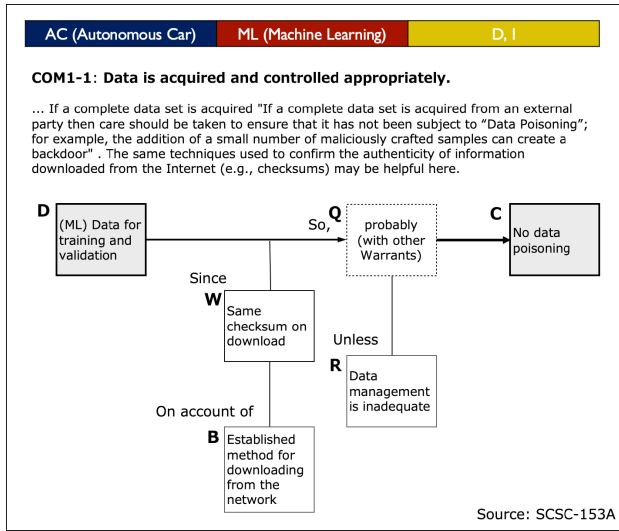 AC (Autonomous Car) ML (Machine Learning) D, I
COM1-1: Data is acquired and controlled appropriately.
... If a complete data set is acquired "If a complete data set is acquired from an external
party then care should be taken to ensure that it has not been subject to “Data Poisoning”;
for example, the addition of a small number of maliciously crafted samples can create a
backdoor" . The same techniques used to confirm the authenticity of information
downloaded from the Internet (e.g., checksums) may be helpful here.
D
(ML) Data for
training and
validation
So,
Q
probably
(with other
Warrants)
C
No data
poisoning
Since
W
Same
checksum on
download
Unless
R
Data
management
is inadequate
On account of
B
Established
method for
downloading
from the
network
Source: SCSC-153A